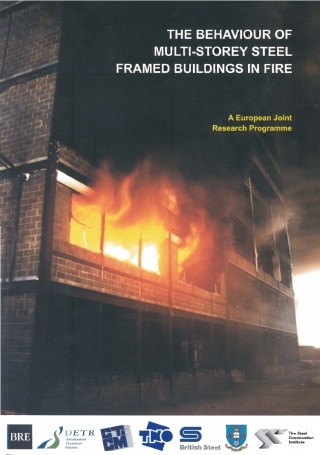 THE BEHAVIOUR OF
MULTI-STOREY STEEL
FRAMED BUILDINGS IN FIRE
A European Joint
Research Programme
BRE
DETR
TNO
British Steel
The Steel
Construction
Institute